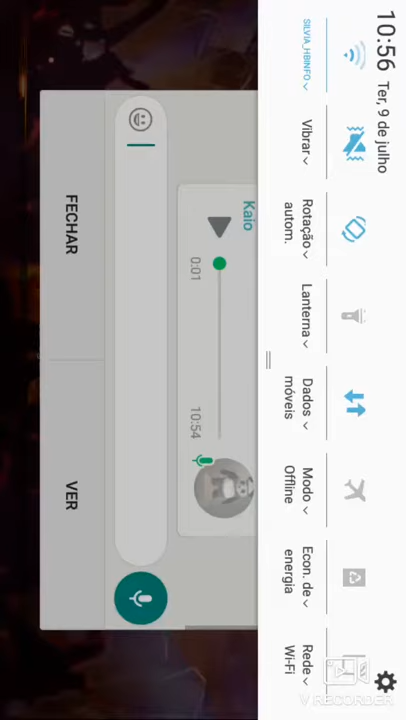 10:56 Ter, 9 de julho
SILVIA_HBINFO
Vibrar
Rotação
autom.
Lanterna
Dados
móveis
Modo
Offline
Econ. de
energia
Rede
Wi-Fi
V RECORDER
Kaio
0:01
10:54
FECHAR
VER